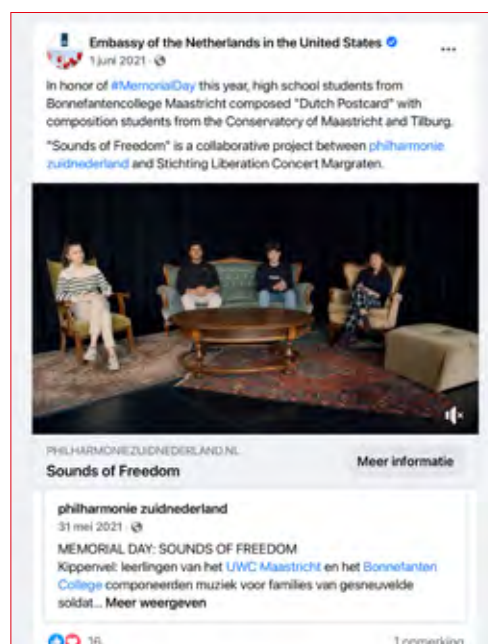 Embassy of the Netherlands in the United States
1 juni 2021 ·
In honor of #MemorialDay this year, high school students from
Bonnefantencollege Maastricht composed "Dutch Postcard" with
composition students from the Conservatory of Maastricht and Tilburg.
"Sounds of Freedom" is a collaborative project between philharmonie
zuidnederland and Stichting Liberation Concert Margraten.
PHILHARMONIEZUIDNEDERLAND.NL
Sounds of Freedom
Meer informatie
philharmonie zuidnederland
31 mei 2021 ·
MEMORIAL DAY: SOUNDS OF FREEDOM
Kippenvel: leerlingen van het UWC Maastricht en het Bonnefanten
College componeerden muziek voor families van gesneuvelde
soldat... Meer weergeven
16
1 opmerking